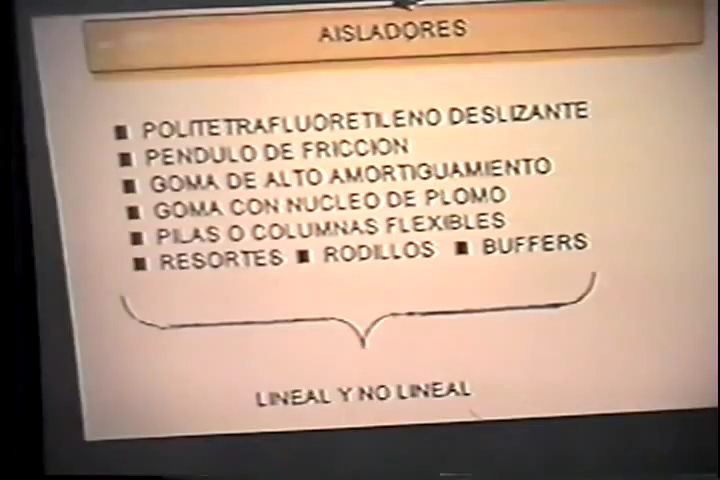 AISLADORES
■ POLITETRAFLUORETILENO DESLIZANTE
■ PENDULO DE FRICCION
■ GOMA DE ALTO AMORTIGUAMIENTO
■ GOMA CON NUCLEO DE PLOMO
■ PILAS O COLUMNAS FLEXIBLES
■ RESORTES ■ RODILLOS ■ BUFFERS
LINEAL Y NO LINEAL